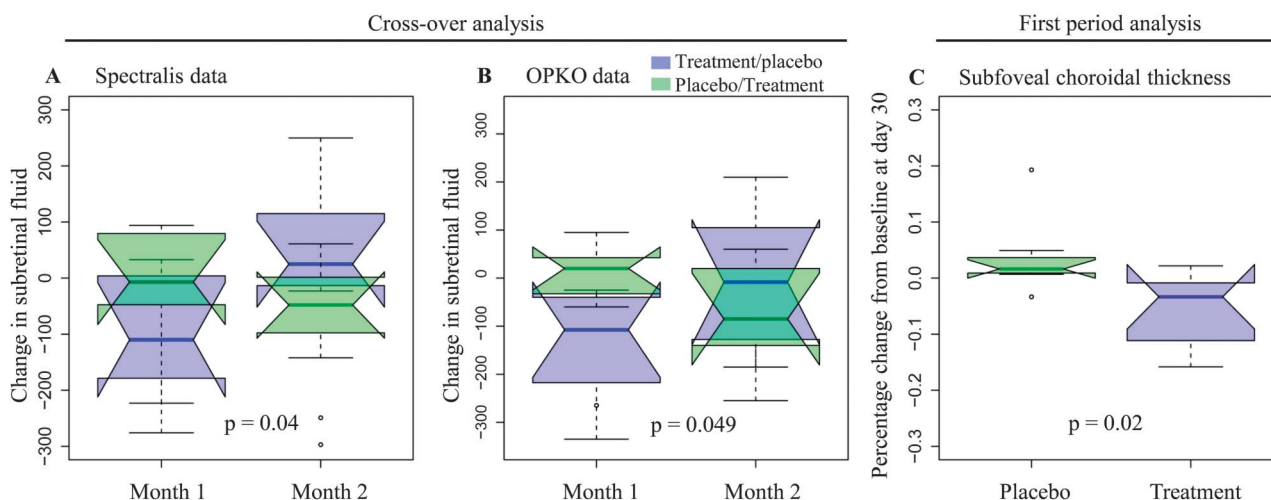 Cross-over analysis
First period analysis
A Spectralis data
B OPKO data
Treatment/placebo
Placebo/Treatment
C Subfoveal choroidal thickness
Change in subretinal fluid
300
200
100
0
-100
-200
-300
p = 0.04
Month 1 Month 2
Change in subretinal fluid
300
200
100
0
-100
-200
-300
p = 0.049
Month 1 Month 2
Percentage change from baseline at day 30
0.3
0.2
0.1
0
-0.1
-0.2
-0.3
p = 0.02
Placebo Treatment